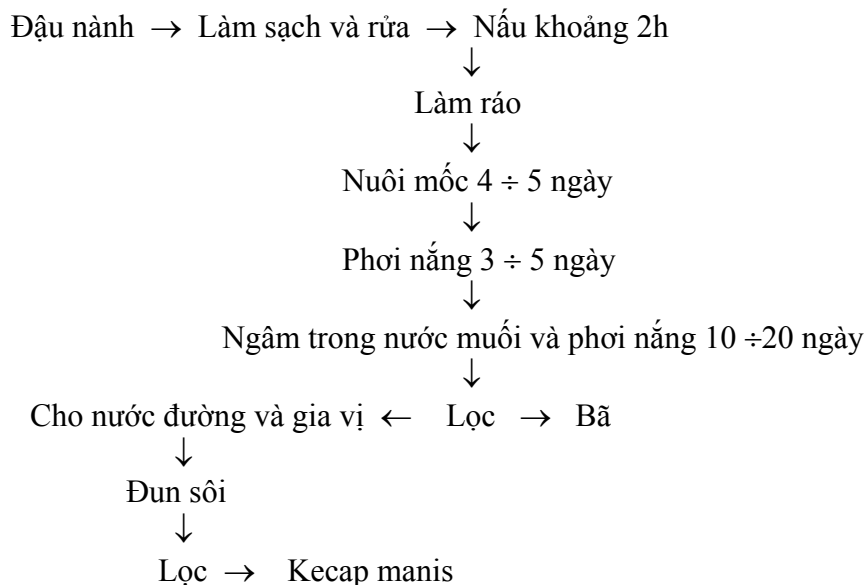 Đậu nành → Làm sạch và rửa → Nấu khoảng 2h
↓
Làm ráo
↓
Nuôi mốc 4 ÷ 5 ngày
↓
Phơi nắng 3 ÷ 5 ngày
↓
Ngâm trong nước muối và phơi nắng 10 ÷20 ngày
↓
Cho nước đường và gia vị ← Lọc → Bã
↓
Đun sôi
↓
Lọc → Kecap manis